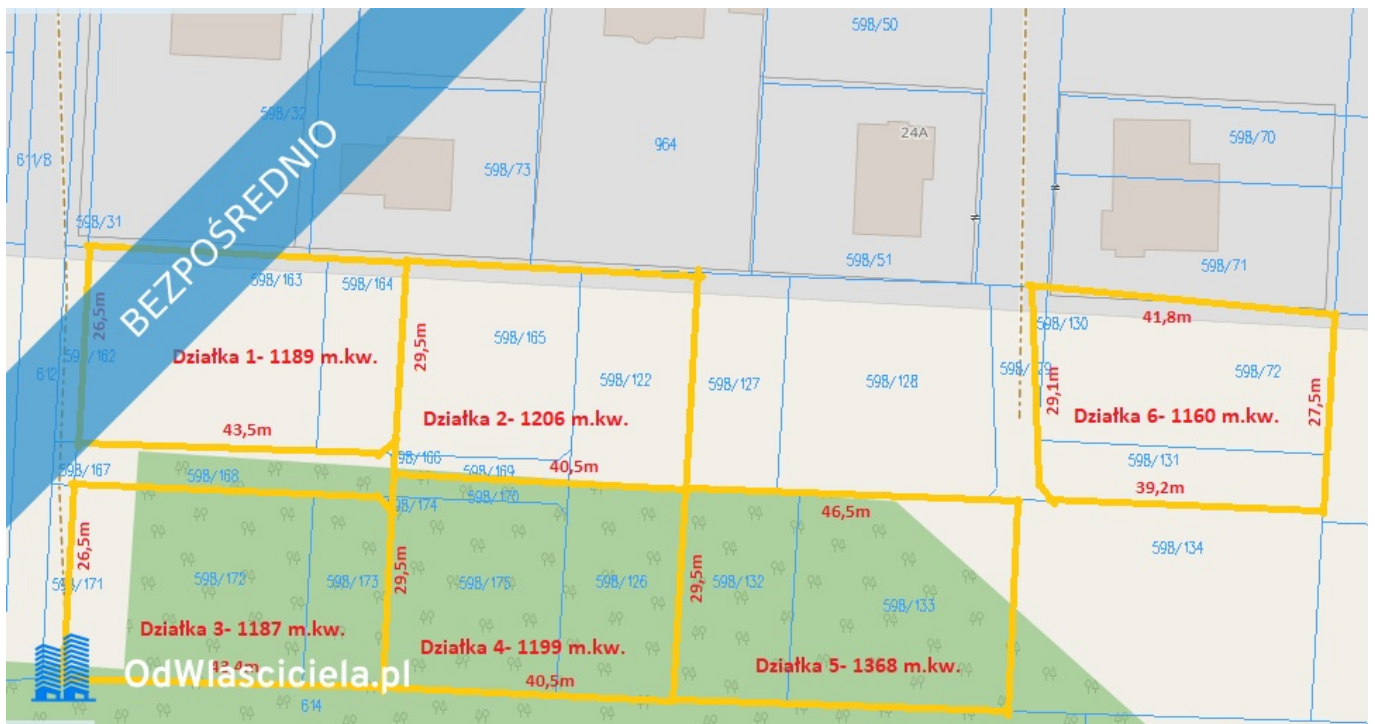 598/50
598/32
24A
598/70
964
611/8
598/73
BEZPOŚREDNIO
598/31
598/51
598/71
598/163
598/164
26,5m
41,8m
598/130
598/165
29,5m
Działka 1- 1189 m.kw.
612
598/122
598/127
598/128
29,1m
598/72
27,5m
Działka 2- 1206 m.kw.
Działka 6- 1160 m.kw.
43,5m
598/166
598/131
598/167
598/168
598/169
40,5m
39,2m
598/170
46,5m
26,5m
598/134
29,5m
598/172
598/173
598/175
598/126
29,5m
598/132
598/133
Działka 3- 1187 m.kw.
Działka 4- 1199 m.kw.
Działka 5- 1368 m.kw.
OdWłaściciela.pl
40,5m
614